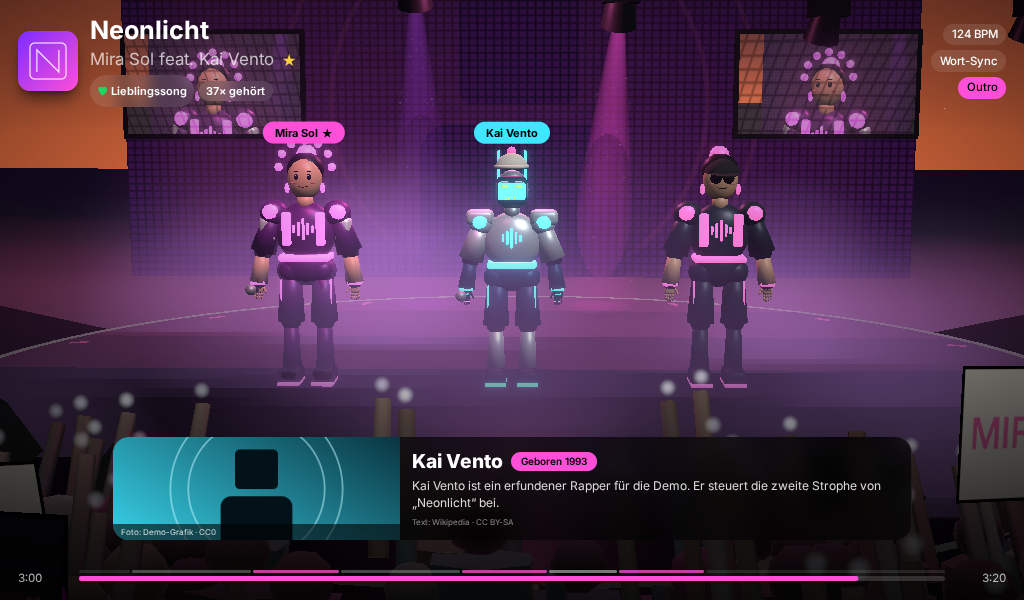 Neonlicht
Mira Sol feat. Kai Vento ★
Lieblingssong
37× gehört
124 BPM
Wort-Sync
Outro
Mira Sol ★
Kai Vento
Kai Vento
Geboren 1993
Kai Vento ist ein erfundener Rapper für die Demo. Er steuert die zweite Strophe von
„Neonlicht“ bei.
Text: Wikipedia · CC BY-SA
Foto: Demo-Grafik · CC0
3:00
3:20